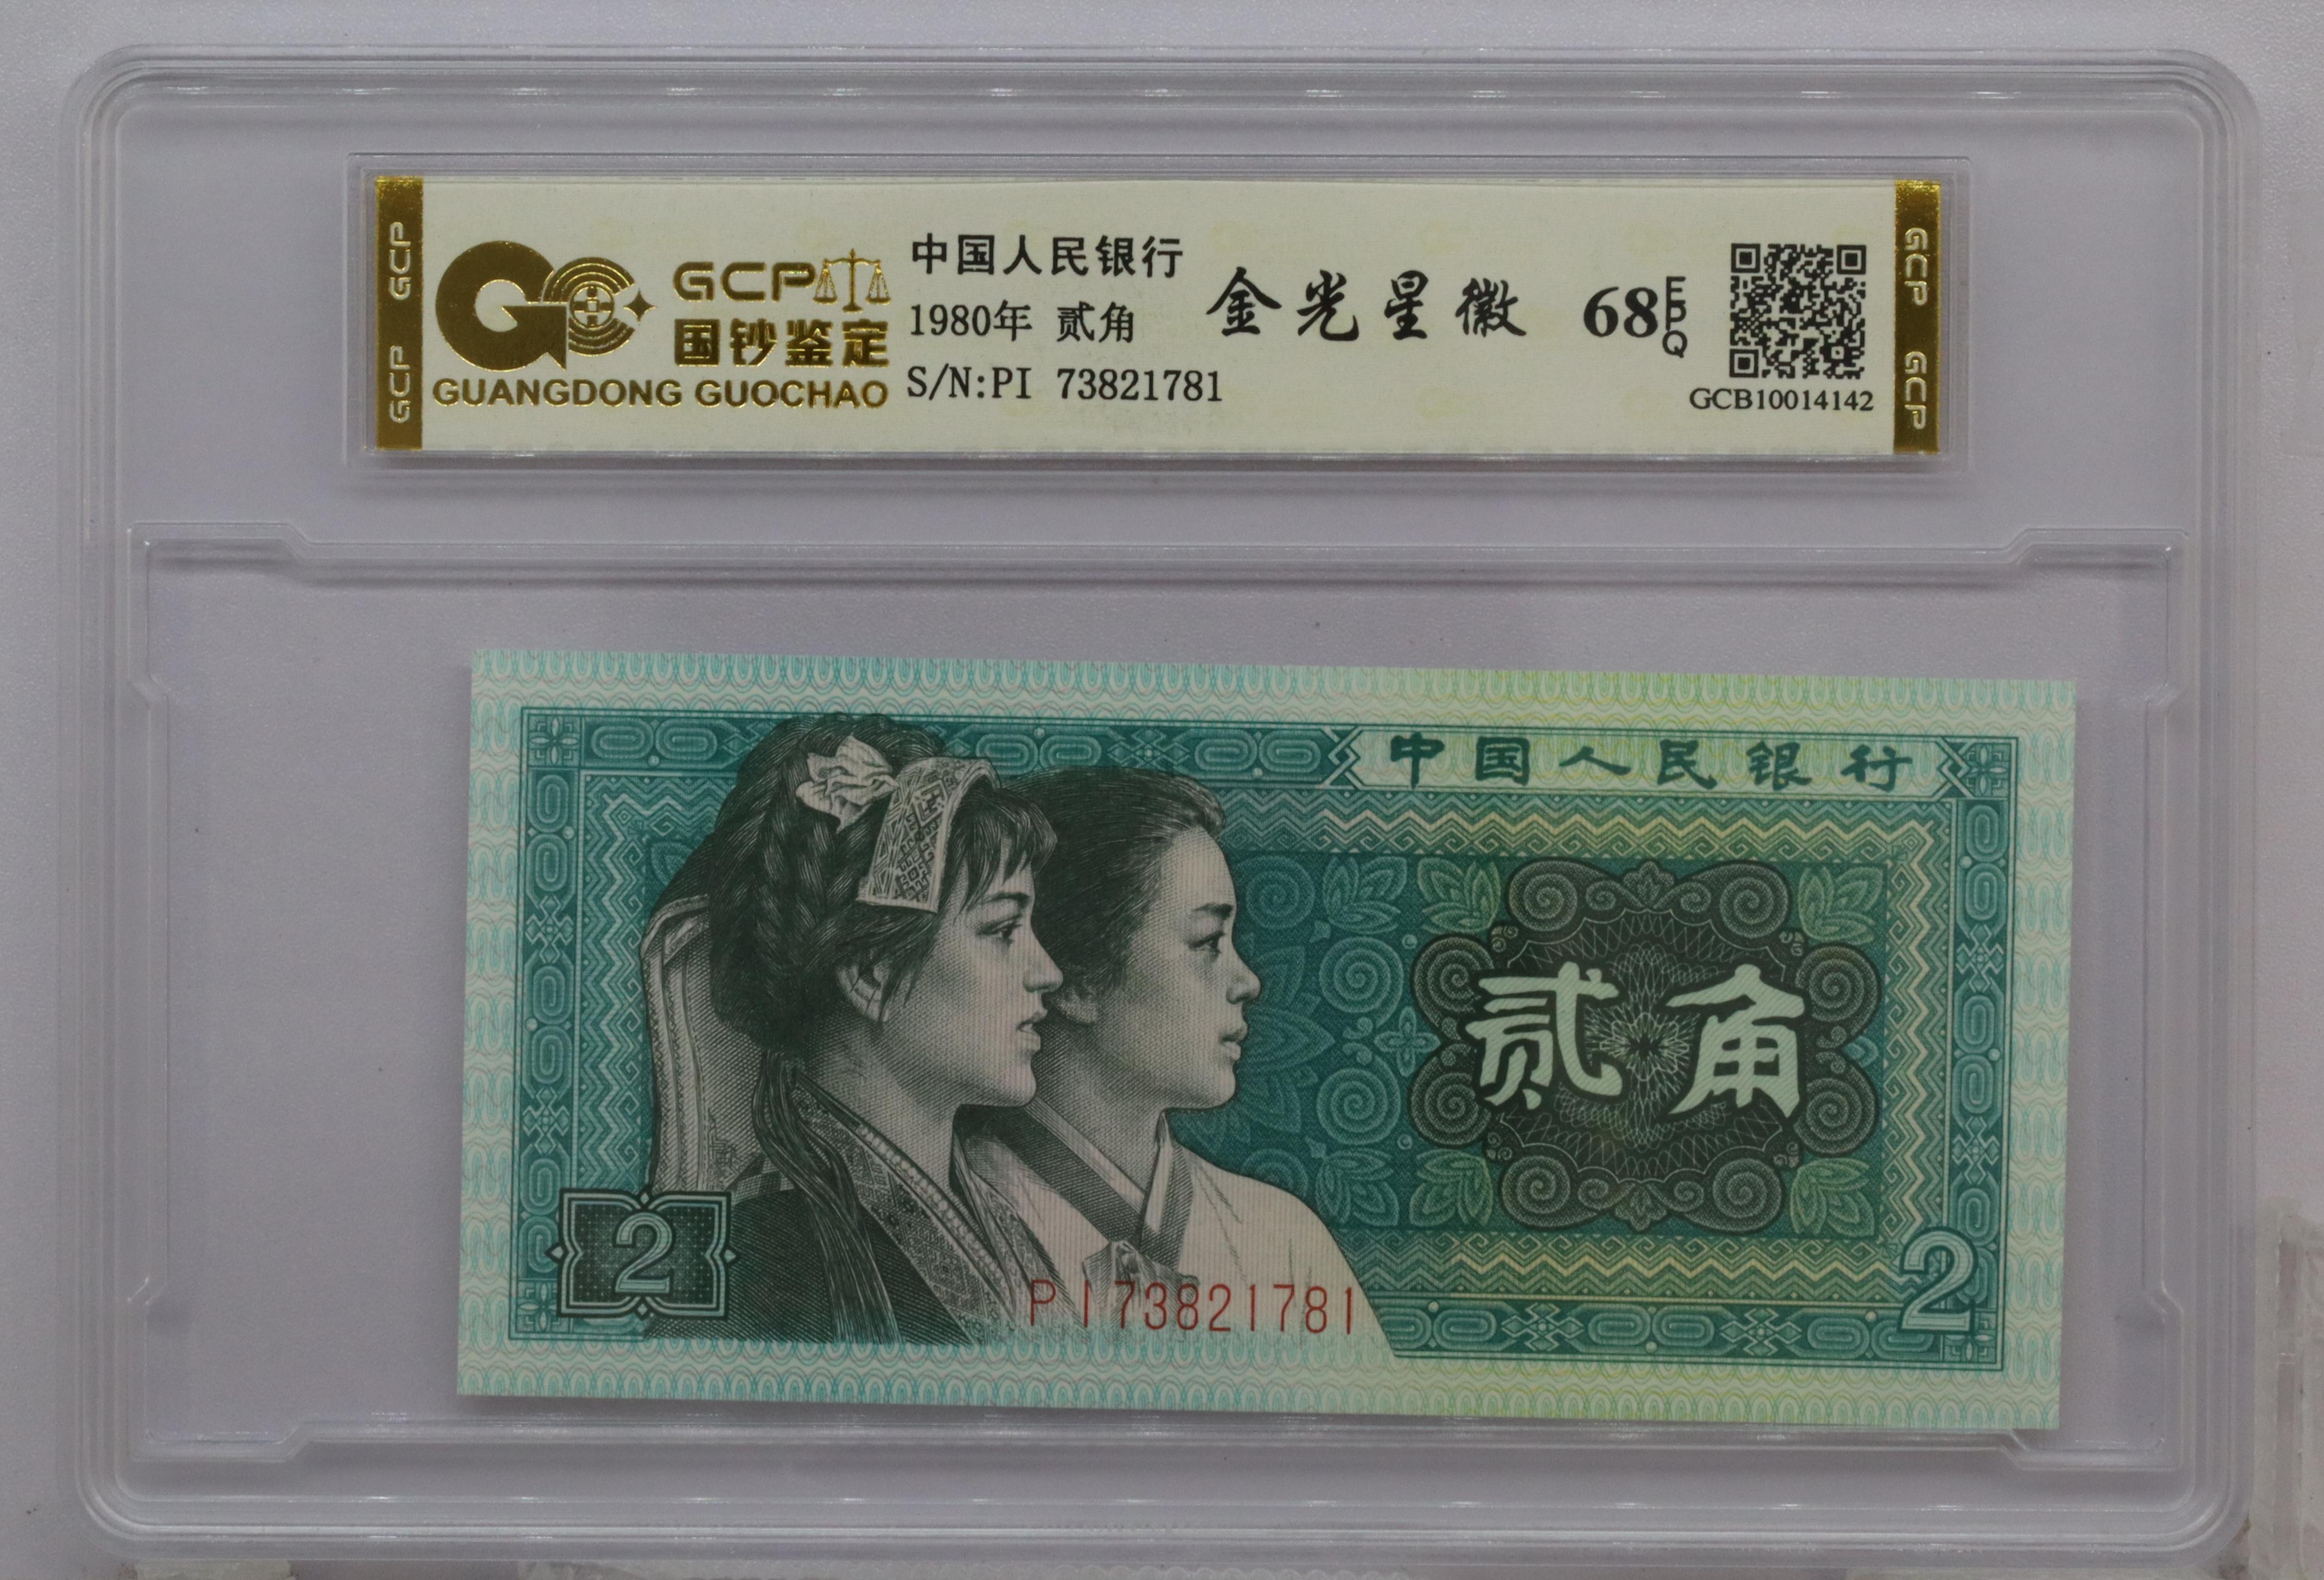 GCP GCP
GCP
国钞鉴定
GUANGDONG GUOCHAO
中国人民银行
1980年 贰角
S/N:PI 73821781
金光星徽
68 EPQ
GCB10014142
GCP GCP
中国人民银行
贰角
2
PI73821781
2